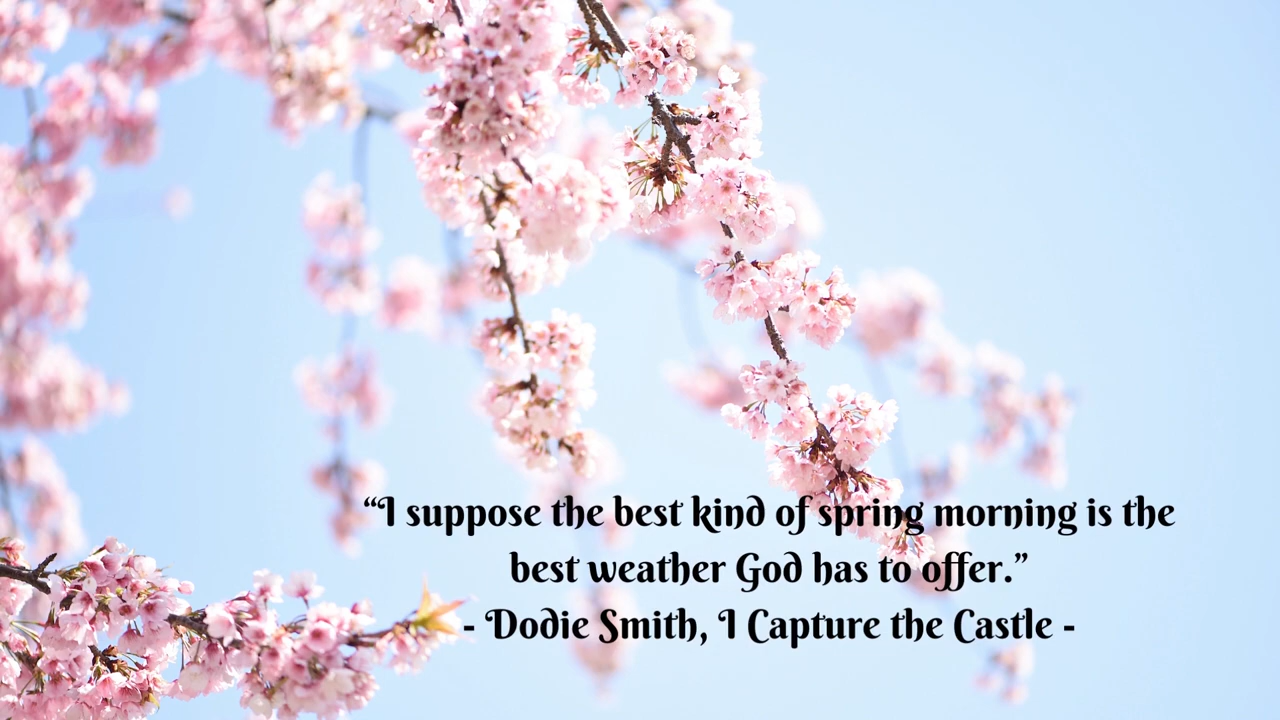 “I suppose the best kind of spring morning is the
best weather God has to offer.”
- Dodie Smith, I Capture the Castle -